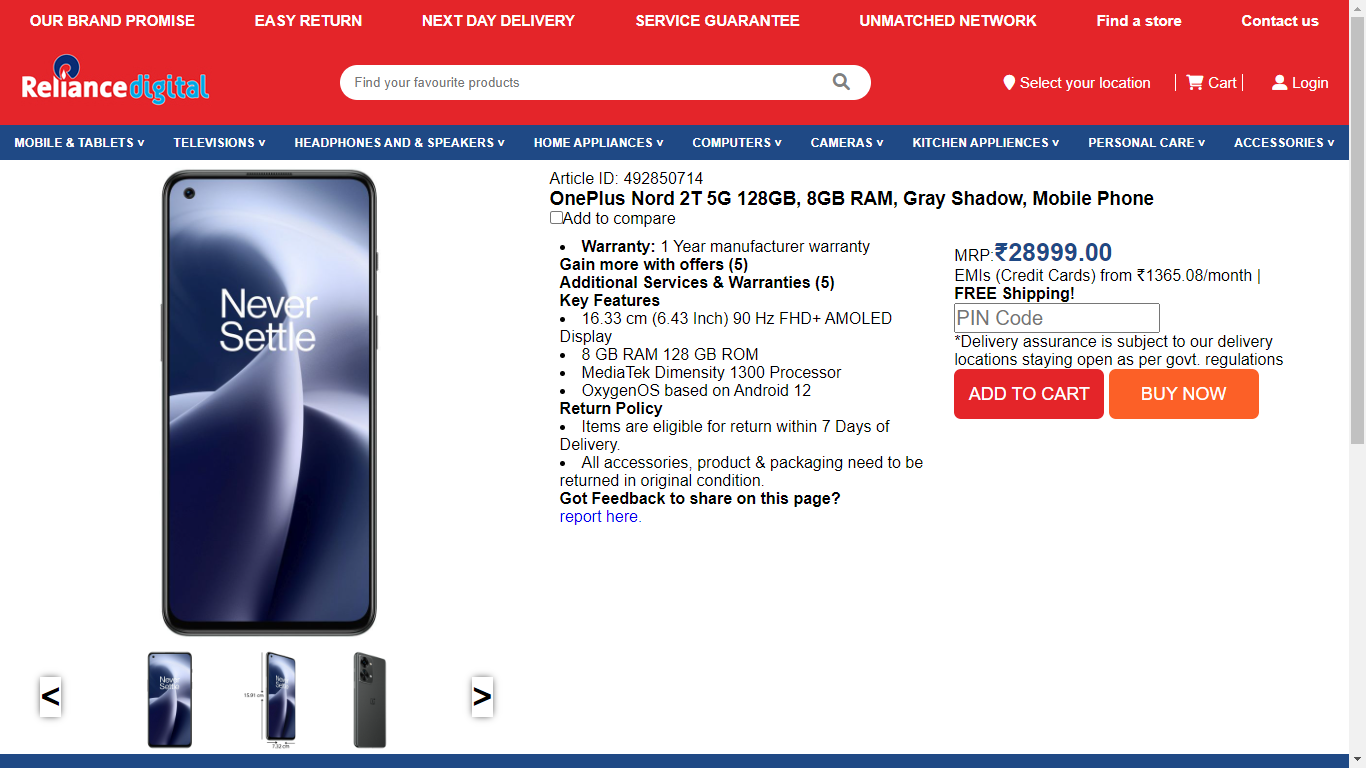 OUR BRAND PROMISE EASY RETURN NEXT DAY DELIVERY SERVICE GUARANTEE UNMATCHED NETWORK Find a store Contact us
Reliance digital Find your favourite products Select your location Cart Login
MOBILE & TABLETS v TELEVISIONS v HEADPHONES AND & SPEAKERS v HOME APPLIANCES v COMPUTERS v CAMERAS v KITCHEN APPLIENCES v PERSONAL CARE v ACCESSORIES v
Never
Settle
Article ID: 492850714
OnePlus Nord 2T 5G 128GB, 8GB RAM, Gray Shadow, Mobile Phone
Add to compare
• Warranty: 1 Year manufacturer warranty
Gain more with offers (5)
Additional Services & Warranties (5)
Key Features
• 16.33 cm (6.43 Inch) 90 Hz FHD+ AMOLED
Display
• 8 GB RAM 128 GB ROM
• MediaTek Dimensity 1300 Processor
• OxygenOS based on Android 12
Return Policy
• Items are eligible for return within 7 Days of
Delivery.
• All accessories, product & packaging need to be
returned in original condition.
Got Feedback to share on this page?
report here.
MRP:₹28999.00
EMIs (Credit Cards) from ₹1365.08/month |
FREE Shipping!
PIN Code
*Delivery assurance is subject to our delivery
locations staying open as per govt. regulations
ADD TO CART BUY NOW
< >
Never
Settle
15.91 cm
Never
Settle
7.32 cm